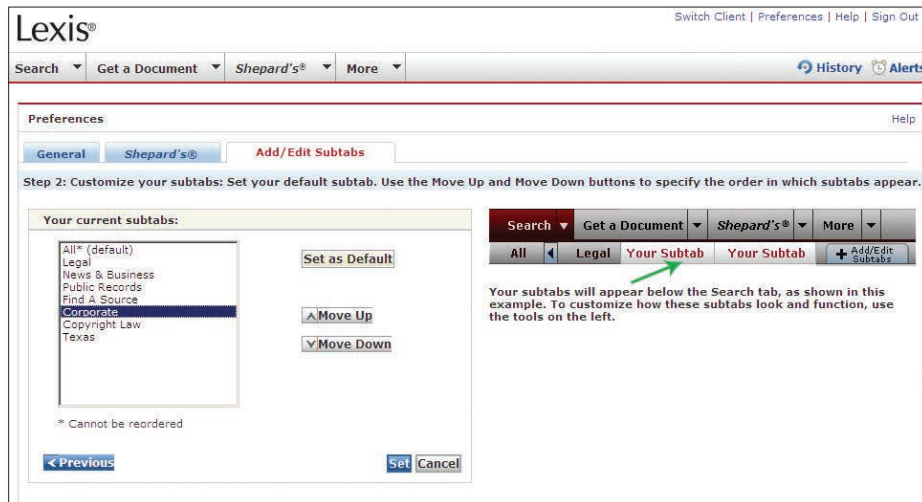 Lexis®
Switch Client | Preferences | Help | Sign Out
Search ▼ Get a Document ▼ Shepard's® ▼ More ▼
History Alerts
Preferences
Help
General Shepard's® Add/Edit Subtabs
Step 2: Customize your subtabs: Set your default subtab. Use the Move Up and Move Down buttons to specify the order in which subtabs appear.
Your current subtabs:
All* (default)
Legal
News & Business
Public Records
Find A Source
Corporate
Copyright Law
Texas
Set as Default
Move Up
Move Down
* Cannot be reordered
Previous
Set Cancel
Search ▼ Get a Document ▼ Shepard's® ▼ More ▼
All Legal Your Subtab Your Subtab + Add/Edit
Subtabs
Your subtabs will appear below the Search tab, as shown in this
example. To customize how these subtabs look and function, use
the tools on the left.